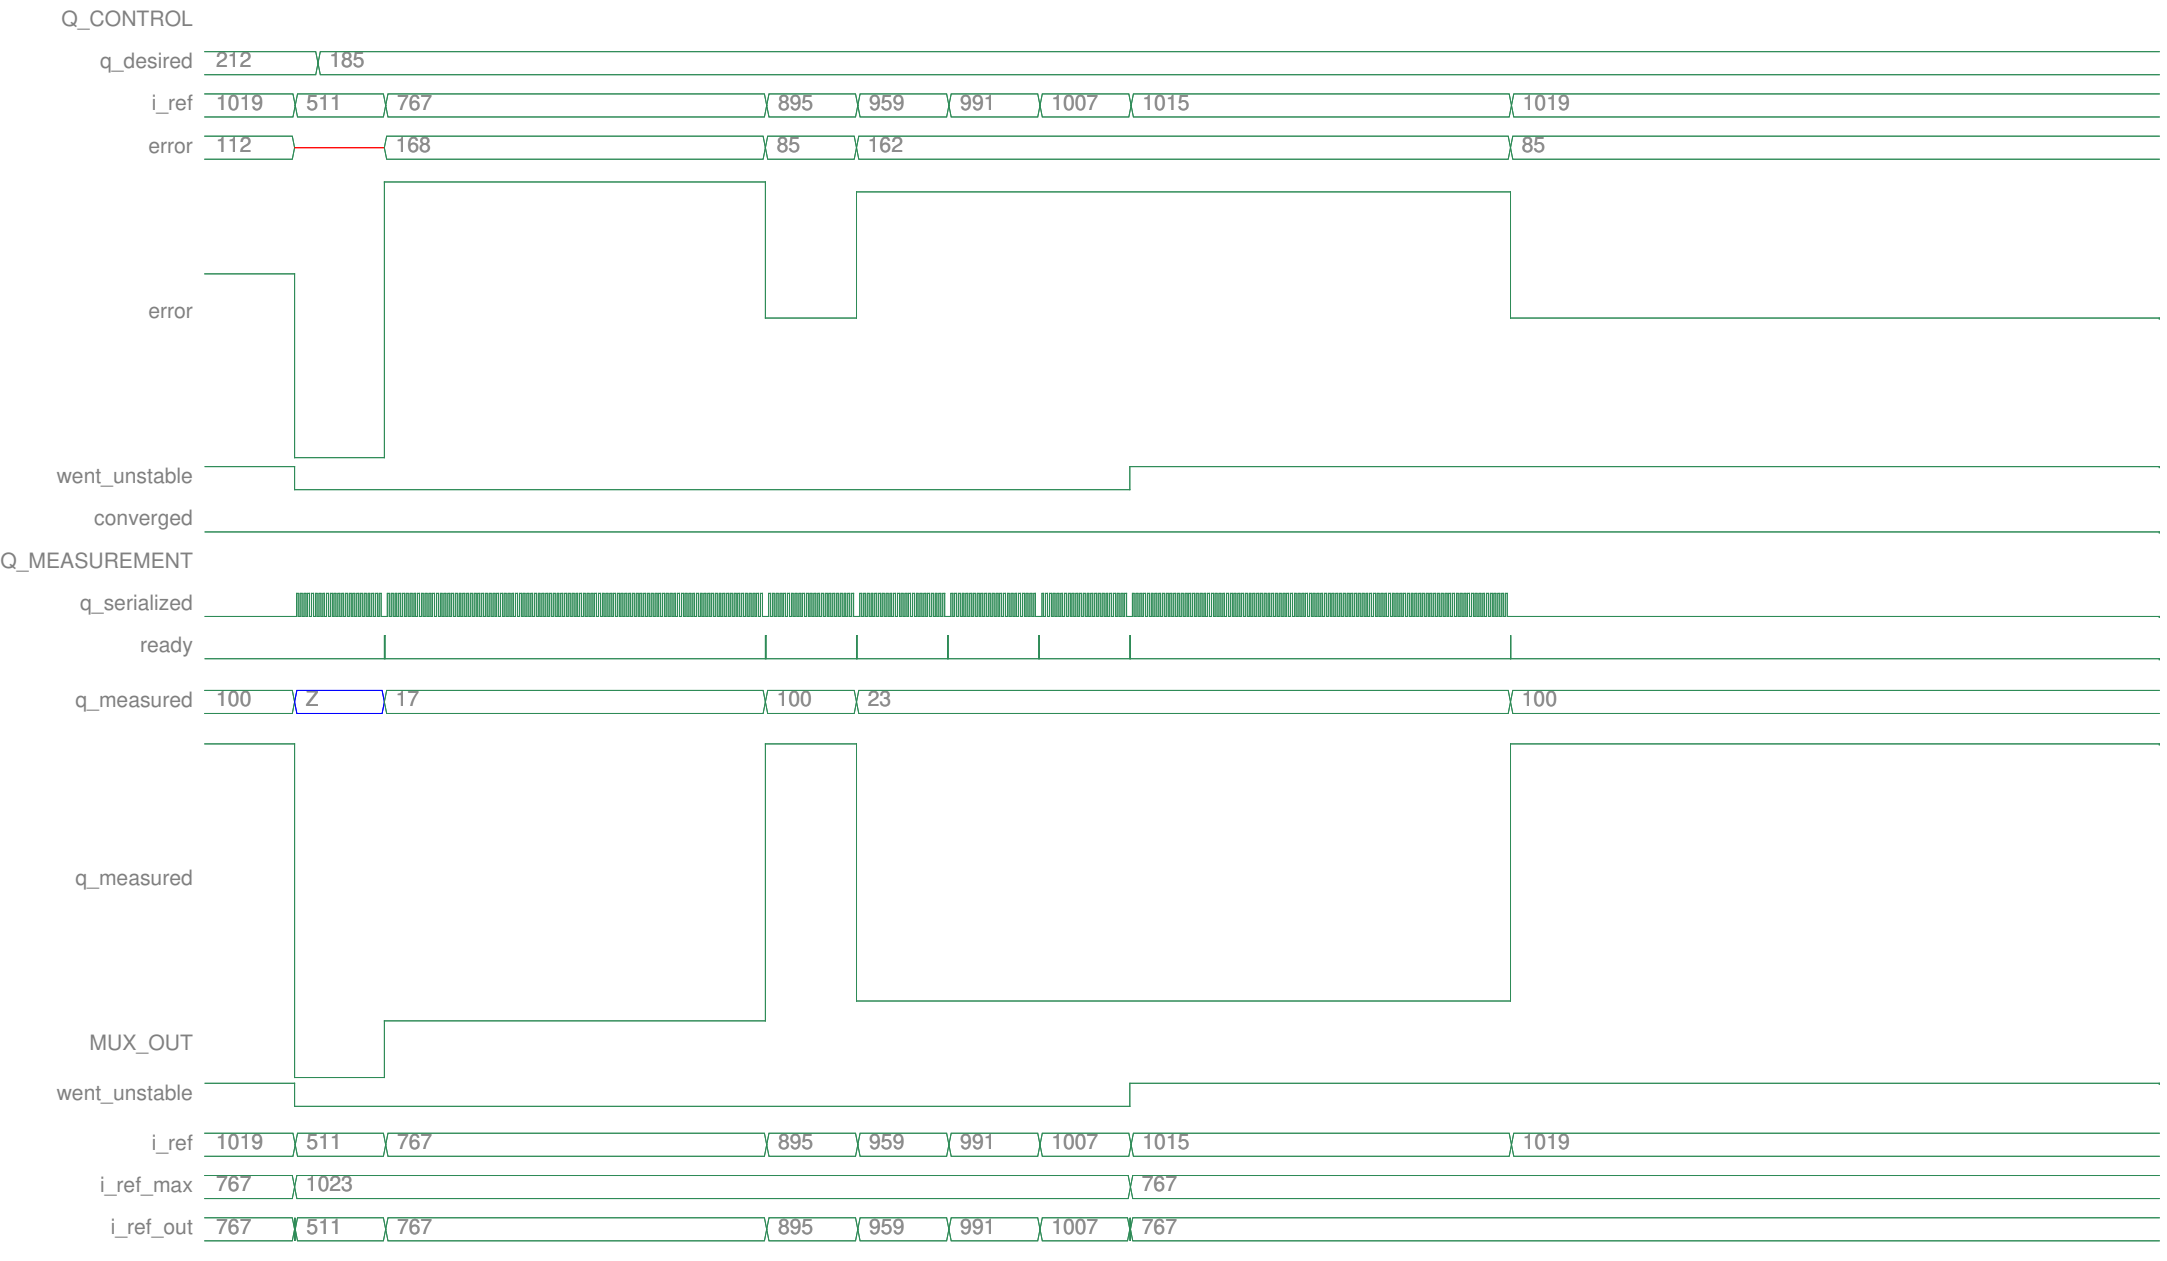 Q_CONTROL
q_desired 212 185
i_ref 1019 511 767 895 959 991 1007 1015 1019
error 112 168 85 162 85
error
went_unstable
converged
Q_MEASUREMENT
q_serialized
ready
q_measured 100 Z 17 100 23 100
q_measured
MUX_OUT
went_unstable
i_ref 1019 511 767 895 959 991 1007 1015 1019
i_ref_max 767 1023 767
i_ref_out 767 511 767 895 959 991 1007 767